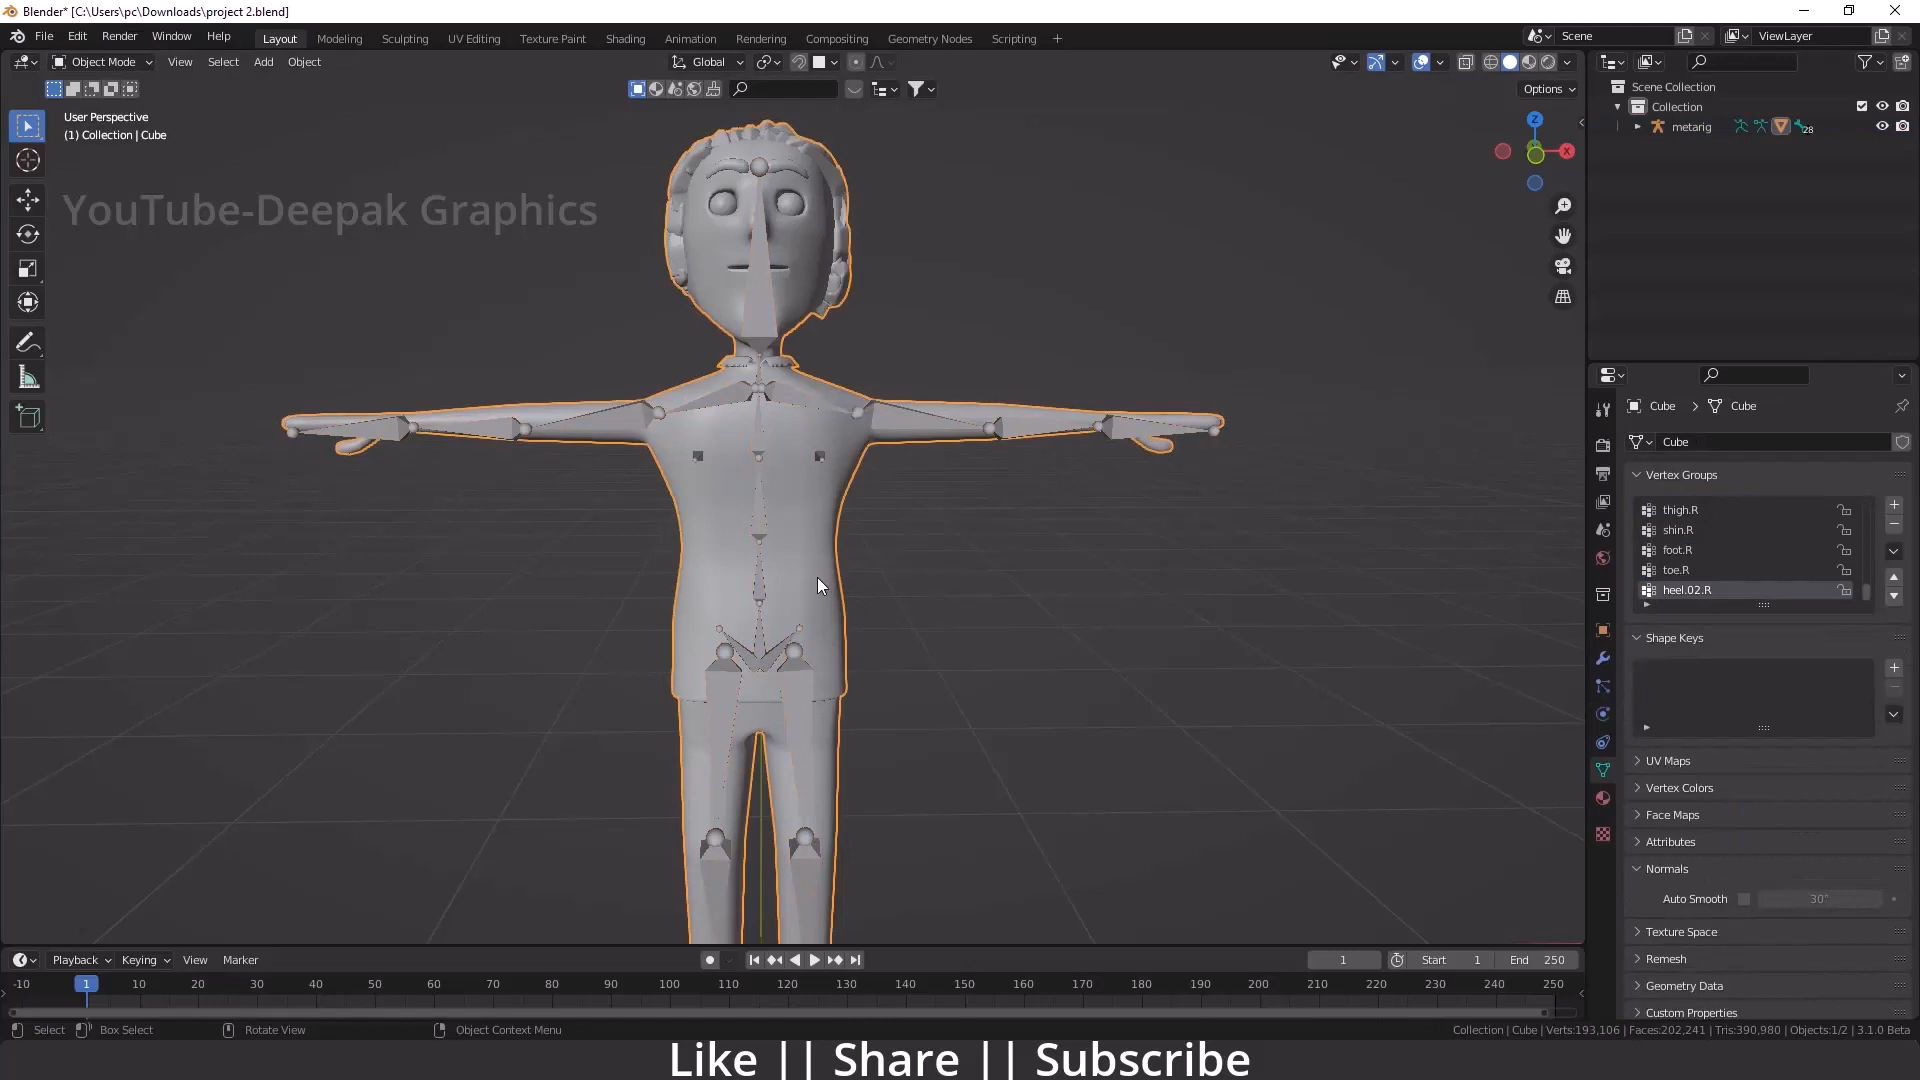 Blender* [C:\Users\pc\Downloads\project 2.blend]
File Edit Render Window Help
Layout Modeling Sculpting UV Editing Texture Paint Shading Animation Rendering Compositing Geometry Nodes Scripting +
Scene
ViewLayer
Object Mode View Select Add Object
Global
Options
User Perspective
(1) Collection | Cube
YouTube-Deepak Graphics
Z
X
Scene Collection
Collection
metarig
28
Cube > Cube
Cube
Vertex Groups
thigh.R
shin.R
foot.R
toe.R
heel.02.R
Shape Keys
UV Maps
Vertex Colors
Face Maps
Attributes
Normals
Auto Smooth 30°
Texture Space
Remesh
Geometry Data
Custom Properties
Playback Keying View Marker
1 Start 1 End 250
-10 1 10 20 30 40 50 60 70 80 90 100 110 120 130 140 150 160 170 180 190 200 210 220 230 240 250
Select Box Select Rotate View Object Context Menu
Collection | Cube | Verts:193,106 | Faces:202,241 | Tris:390,980 | Objects:1/2 | 3.1.0 Beta
Like || Share || Subscribe